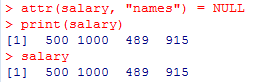 > attr(salary, "names") = NULL
> print(salary)
[1]  500 1000  489  915
> salary
[1]  500 1000  489  915